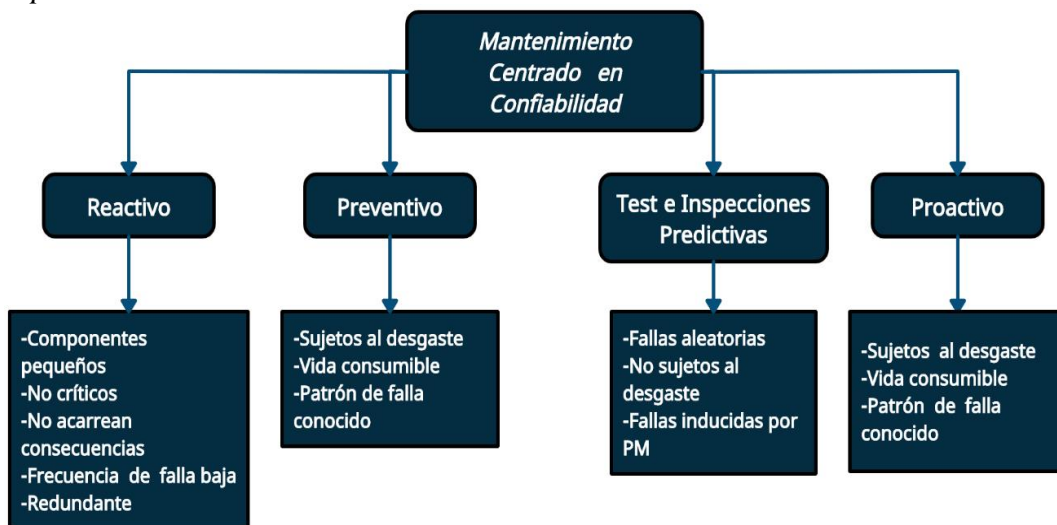 Mantenimiento
Centrado en
Confiabilidad
Reactivo
Preventivo
Test e Inspecciones
Predictivas
Proactivo
-Componentes
pequeños
-No críticos
-No acarrean
consecuencias
-Frecuencia de falla baja
-Redundante
-Sujetos al desgaste
-Vida consumible
-Patrón de falla
conocido
-Fallas aleatorias
-No sujetos al
desgaste
-Fallas inducidas por
PM
-Sujetos al desgaste
-Vida consumible
-Patrón de falla
conocido